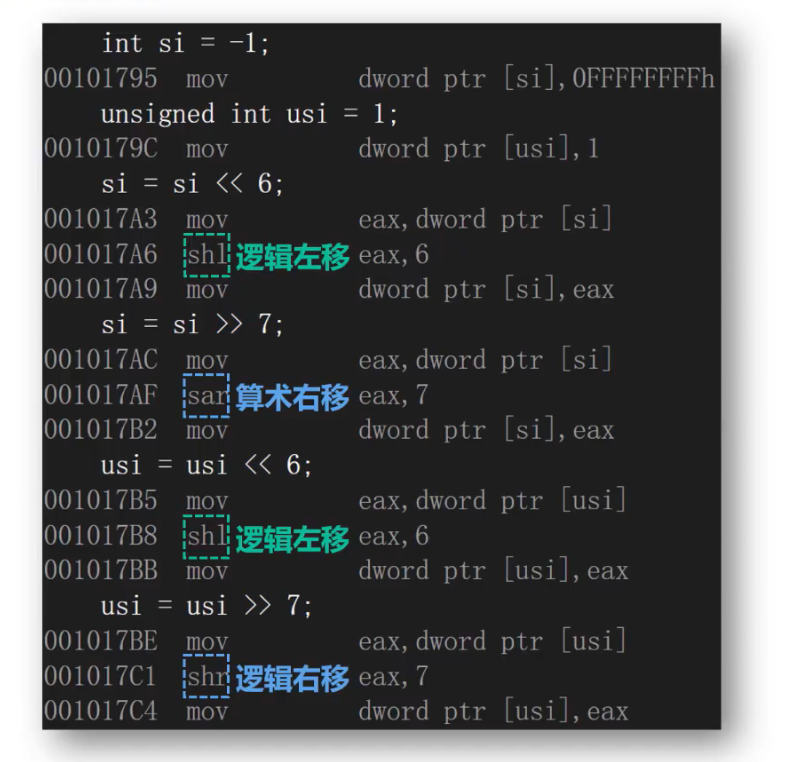 int si = -1;
00101795 mov dword ptr [si],0FFFFFFFFh
unsigned int usi = 1;
0010179C mov dword ptr [usi],1
si = si << 6;
001017A3 mov eax,dword ptr [si]
001017A6 shl 逻辑左移 eax,6
001017A9 mov dword ptr [si],eax
si = si >> 7;
001017AC mov eax,dword ptr [si]
001017AF sar 算术右移 eax,7
001017B2 mov dword ptr [si],eax
usi = usi << 6;
001017B5 mov eax,dword ptr [usi]
001017B8 shl 逻辑左移 eax,6
001017BB mov dword ptr [usi],eax
usi = usi >> 7;
001017BE mov eax,dword ptr [usi]
001017C1 shr 逻辑右移 eax,7
001017C4 mov dword ptr [usi],eax